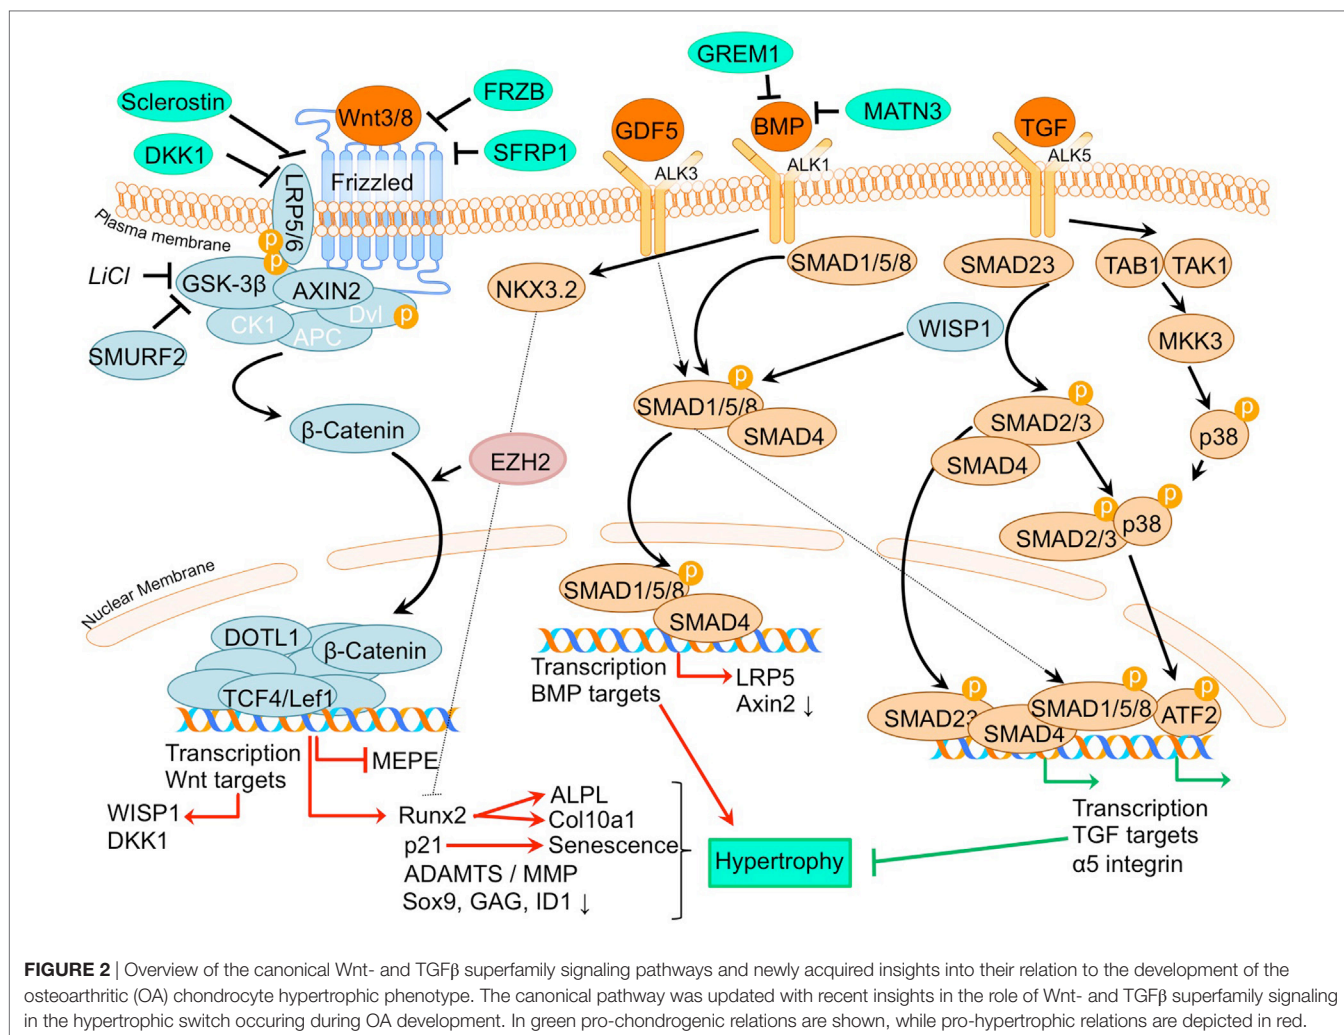 GREM1
Sclerostin
Wnt3/8
FRZB
GDF5
BMP
MATN3
TGF
DKK1
SFRP1
ALK3
ALK1
ALK5
LRP5/6
Frizzled
Plasma membrane
p
p
LiCl
GSK-3β
AXIN2
CK1
APC
Dvl
p
SMURF2
NKX3.2
SMAD1/5/8
SMAD23
TAB1
TAK1
WISP1
MKK3
β-Catenin
p
SMAD1/5/8
SMAD4
p
SMAD2/3
SMAD4
p
p38
EZH2
p
p
SMAD2/3
p38
Nuclear Membrane
DOTL1
β-Catenin
TCF4/Lef1
p
SMAD1/5/8
SMAD4
Transcription
BMP targets
LRP5
Axin2 ↓
p
SMAD23
SMAD4
p
SMAD1/5/8
p
ATF2
Transcription
Wnt targets
MEPE
WISP1
DKK1
Runx2
ALPL
Col10a1
p21
Senescence
ADAMTS / MMP
Sox9, GAG, ID1 ↓
Hypertrophy
Transcription
TGF targets
α5 integrin
FIGURE 2 | Overview of the canonical Wnt- and TGFβ superfamily signaling pathways and newly acquired insights into their relation to the development of the
osteoarthritic (OA) chondrocyte hypertrophic phenotype. The canonical pathway was updated with recent insights in the role of Wnt- and TGFβ superfamily signaling
in the hypertrophic switch occuring during OA development. In green pro-chondrogenic relations are shown, while pro-hypertrophic relations are depicted in red.